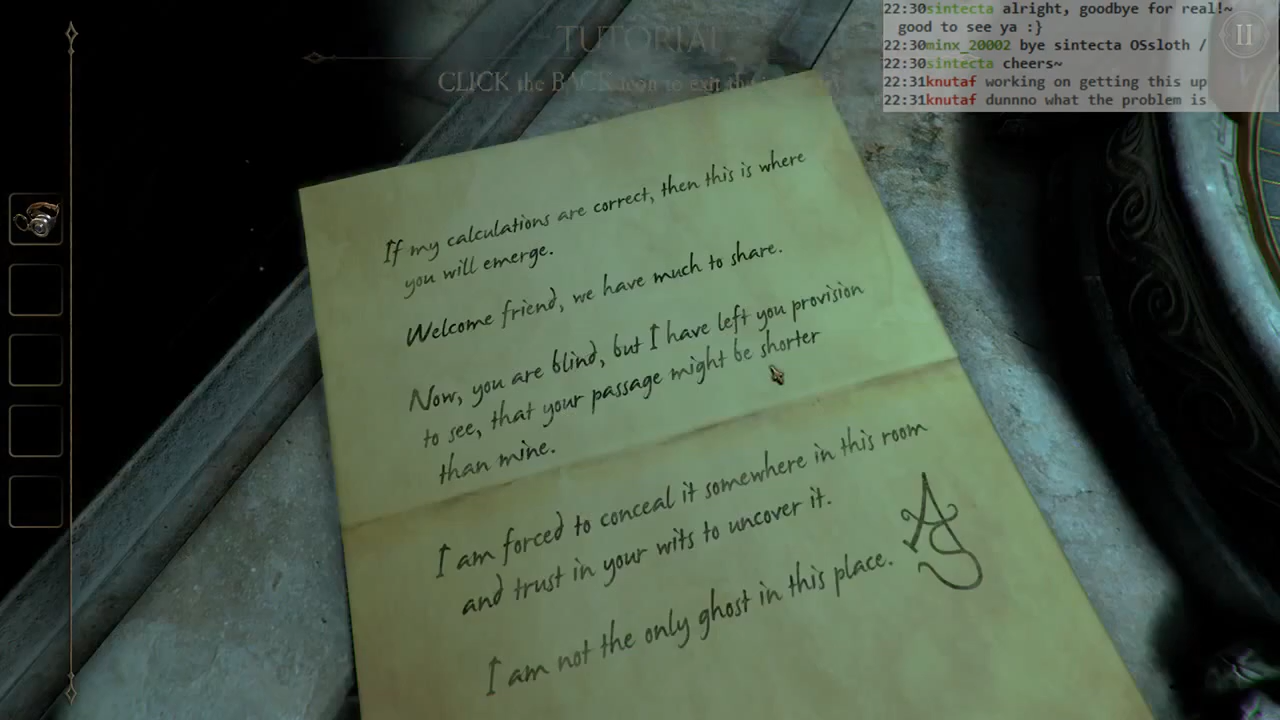 TUTORIAL
CLICK the BACK icon to exit
22:30sintecta alright, goodbye for real!~
good to see ya :}
22:30minx_20002 bye sintecta OSsloth /
22:30sintecta cheers~
22:31knutaf working on getting this up
22:31knutaf dunnno what the problem is
II
If my calculations are correct, then this is where
you will emerge.
Welcome friend, we have much to share.
Now, you are blind, but I have left you provision
to see, that your passage might be shorter
than mine.
I am forced to conceal it somewhere in this room
and trust in your wits to uncover it.
I am not the only ghost in this place.
AS